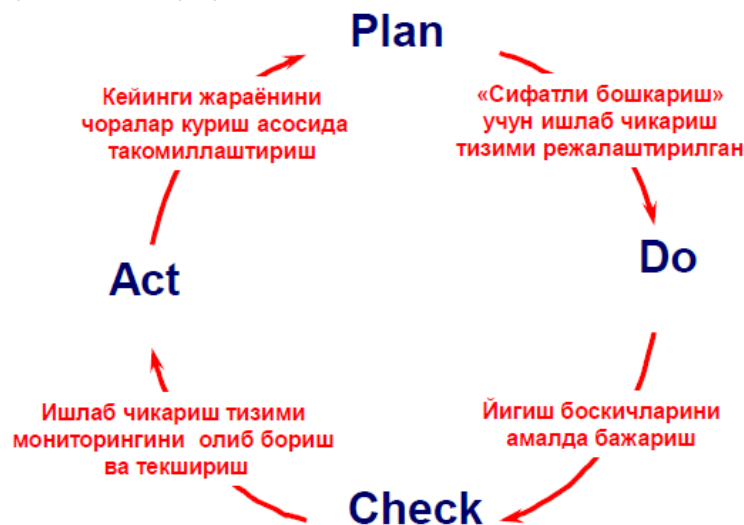 Plan
Кейинги жараёнини
чоралар куриш асосида
такомиллаштириш
«Сифатли бошкариш»
учун ишлаб чикариш
тизими режалаштирилган
Act
Do
Ишлаб чикариш тизими
мониторингини олиб бориш
ва текшириш
Йигиш боскичларини
амалда бажариш
Check